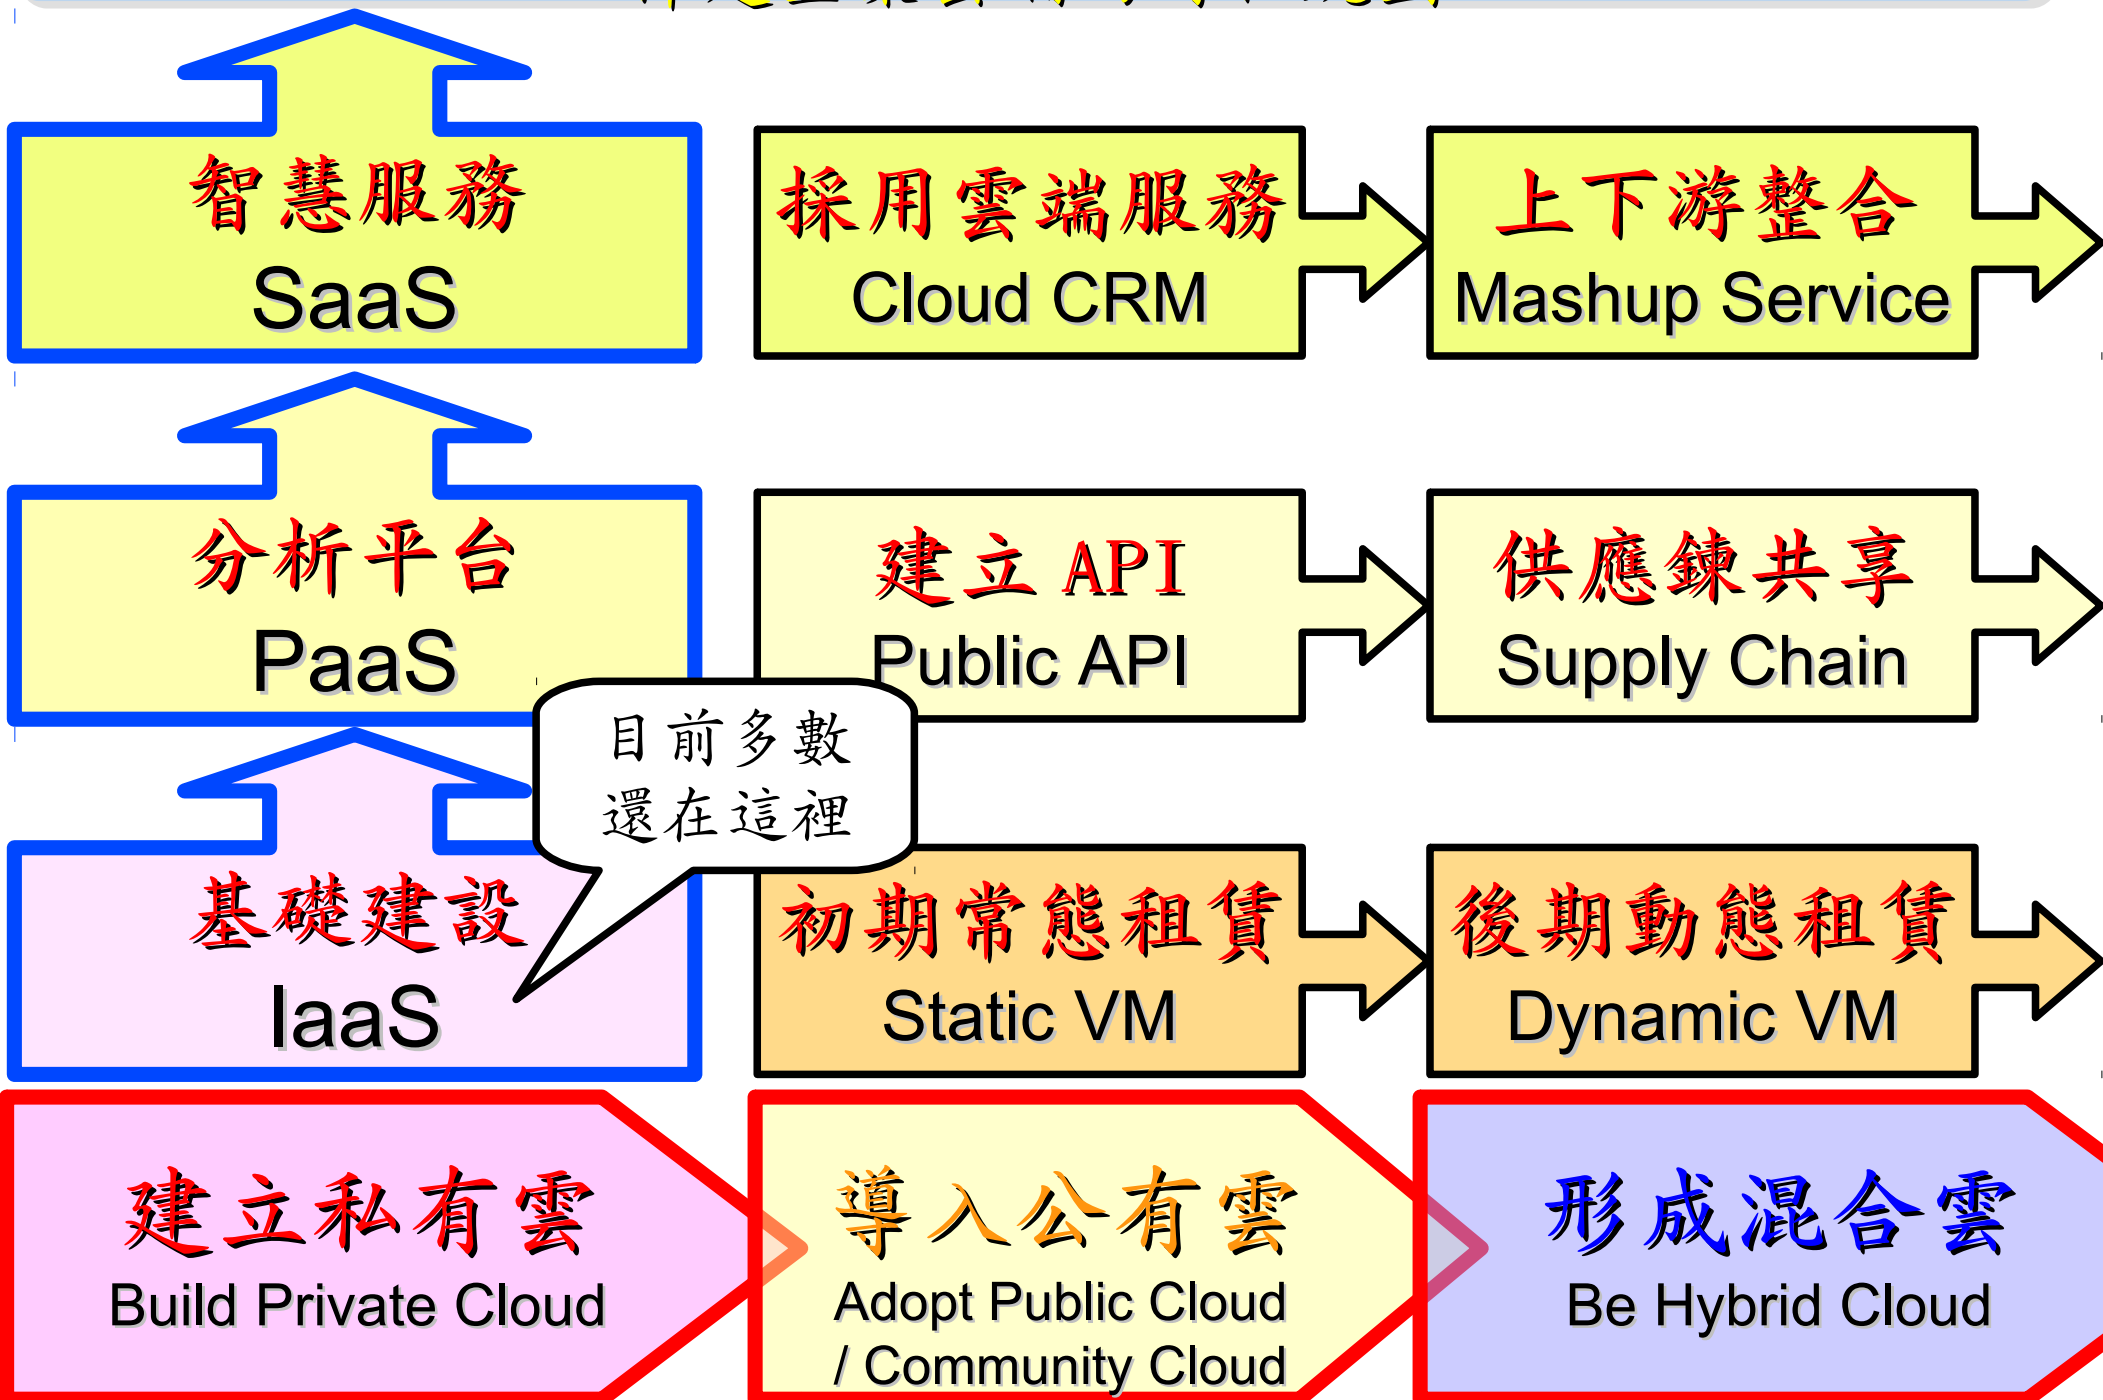 智慧服務
SaaS
採用雲端服務
Cloud CRM
上下游整合
Mashup Service
分析平台
PaaS
建立 API
Public API
供應鍊共享
Supply Chain
目前多數
還在這裡
基礎建設
IaaS
初期常態租賃
Static VM
後期動態租賃
Dynamic VM
建立私有雲
Build Private Cloud
導入公有雲
Adopt Public Cloud
/ Community Cloud
形成混合雲
Be Hybrid Cloud